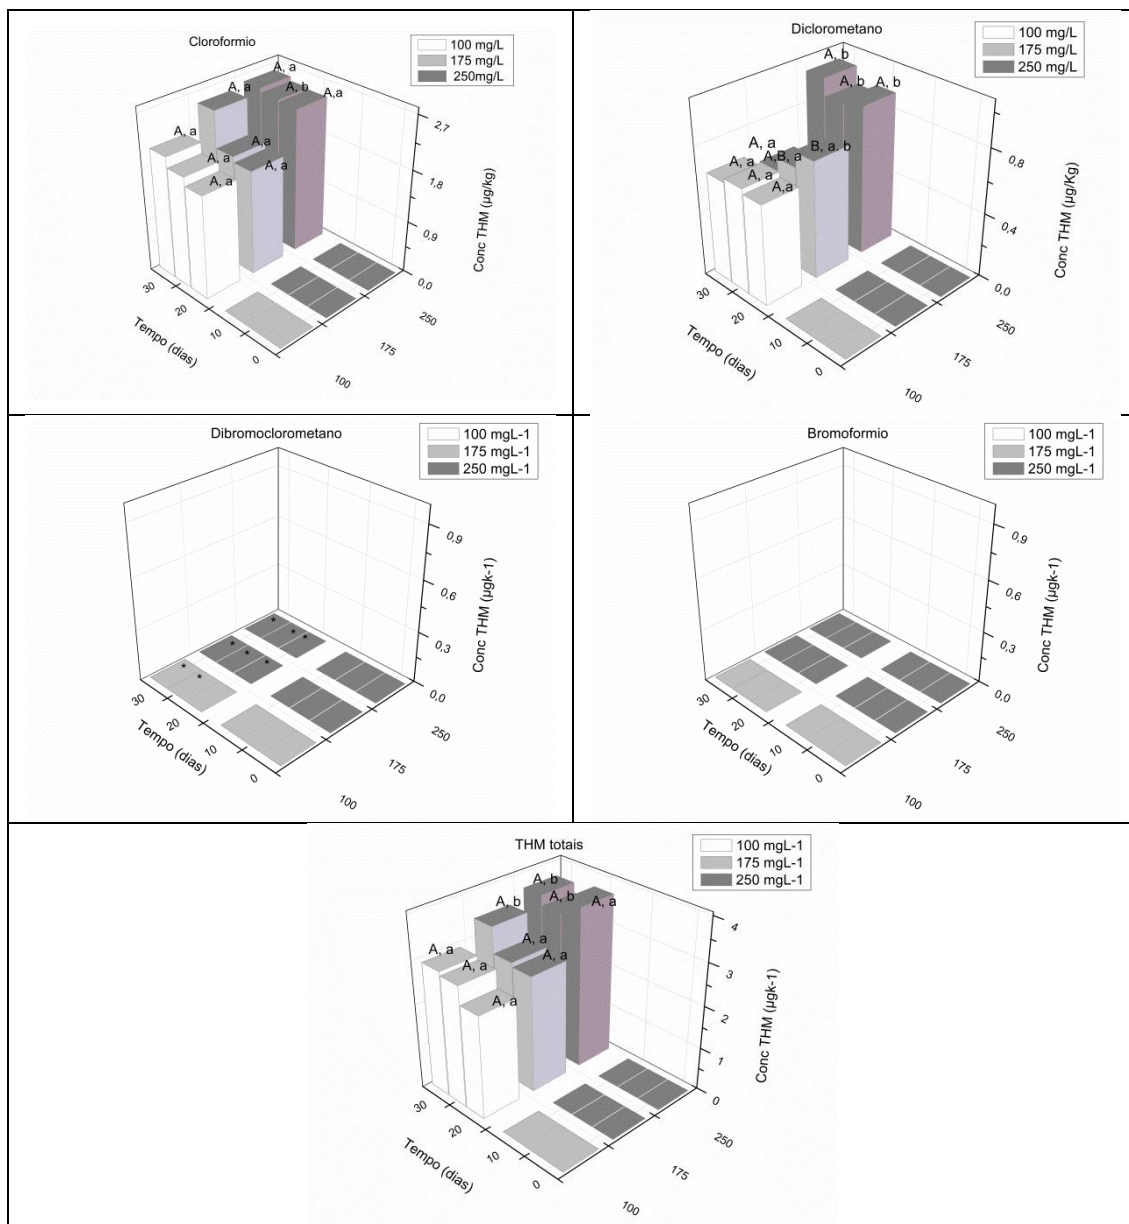 Cloroformio
100 mg/L
175 mg/L
250mg/L
A, a
A, a
A, b
A,a
A, a
A,a
A, a
A, a
A, a
2,7
1,8
0,9
0,0
Conc THM (µg/kg)
30
20
10
0
Tempo (dias)
250
175
100
Diclorometano
100 mg/L
175 mg/L
250 mg/L
A, b
A, b
A, b
A, a
A, a
A,B, a
B, a, b
A, a
A,a
0,8
0,4
0,0
Conc THM (µg/Kg)
30
20
10
0
Tempo (dias)
250
175
100
Dibromoclorometano
100 mgL-1
175 mgL-1
250 mgL-1
0,9
0,6
0,3
0,0
Conc THM (µgk-1)
* * *
* * *
* *
30
20
10
0
Tempo (dias)
250
175
100
Bromoformio
100 mgL-1
175 mgL-1
250 mgL-1
0,9
0,6
0,3
0,0
Conc THM (µgk-1)
30
20
10
0
Tempo (dias)
250
175
100
THM totais
100 mgL-1
175 mgL-1
250 mgL-1
A, b
A, b
A, b
A, a
A, a
A, a
A, a
A, a
A, a
4
3
2
1
0
Conc THM (µgk-1)
30
20
10
0
Tempo (dias)
250
175
100